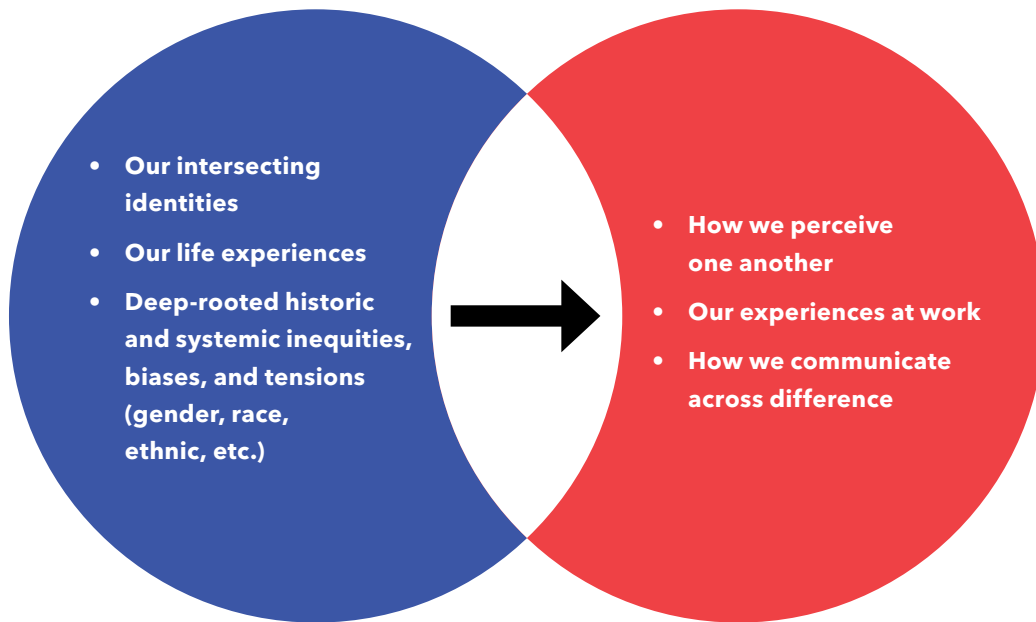 • Our intersecting
identities
• Our life experiences
• Deep-rooted historic
and systemic inequities,
biases, and tensions
(gender, race,
ethnic, etc.)
• How we perceive
one another
• Our experiences at work
• How we communicate
across difference